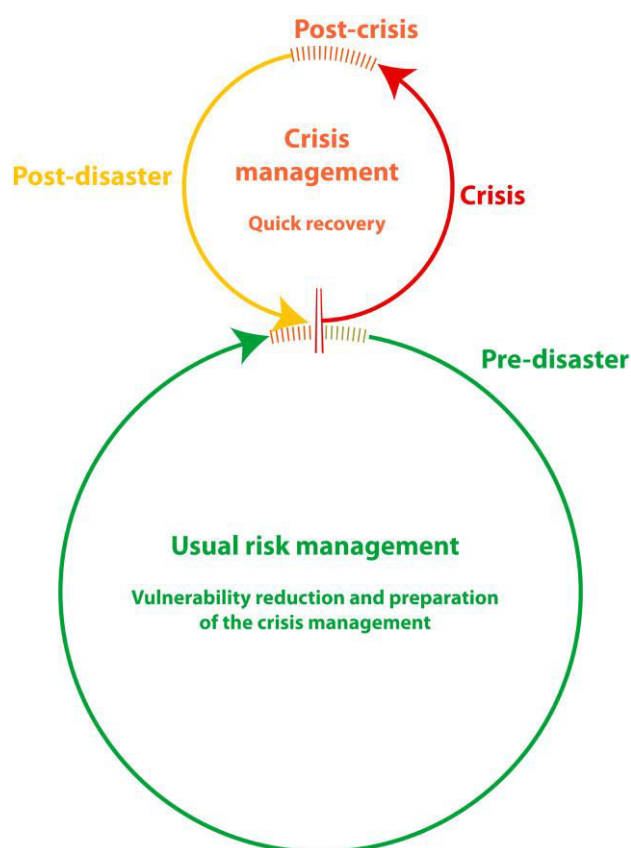 Post-crisis
Crisis
management
Post-disaster
Quick recovery
Crisis
Pre-disaster
Usual risk management
Vulnerability reduction and preparation
of the crisis management